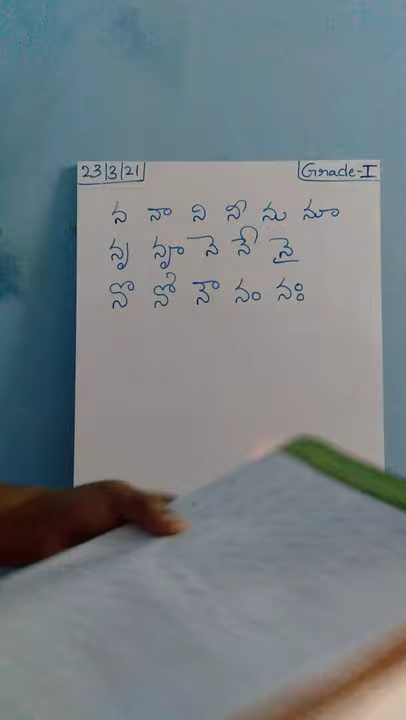 23/3/21 Grade-I
న నా ని నీ ను నూ
నృ నౄ నె నే నై
నొ నో నౌ నం నః